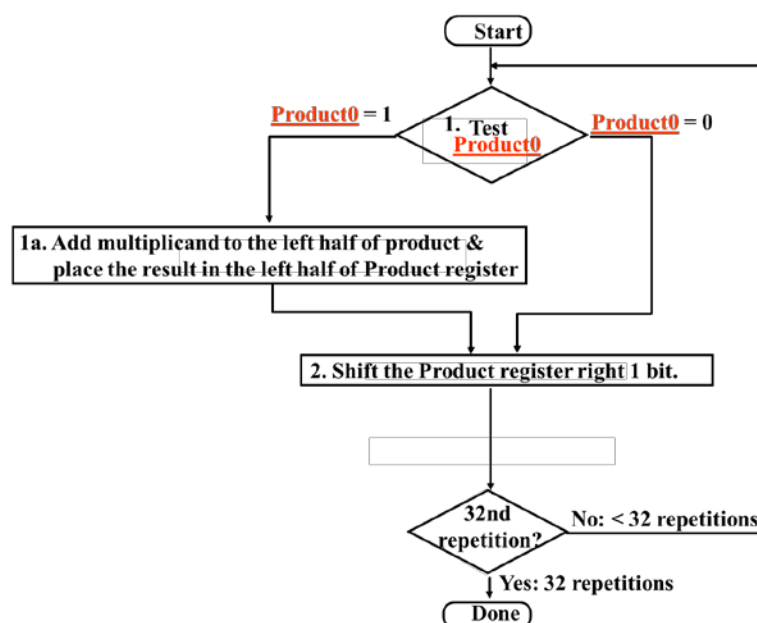 Start
Product0 = 1
1. Test
Product0
Product0 = 0
1a. Add multiplicand to the left half of product &
place the result in the left half of Product register
2. Shift the Product register right 1 bit.
32nd
repetition?
No: < 32 repetitions
Yes: 32 repetitions
Done